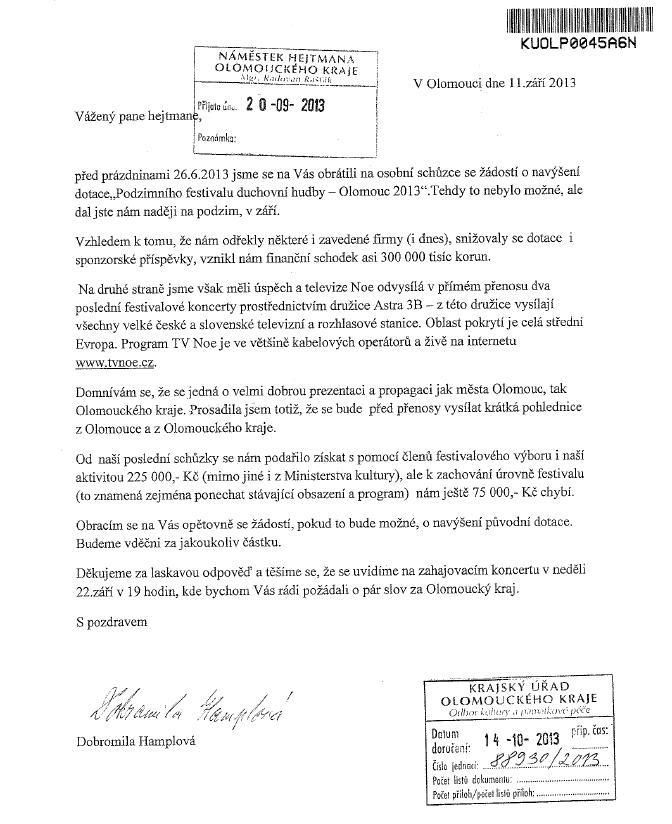 KUOLP0045A6N
NÁMĚSTEK HEJTMANA
OLOMOUCKÉHO KRAJE
Mgr. Radovan Rašťák
Přijato dne: 20-09-2013
Poznámka:
V Olomouci dne 11.září 2013
Vážený pane hejtmane,
před prázdninami 26.6.2013 jsme se na Vás obrátili na osobní schůzce se žádostí o navýšení
dotace„Podzimního festivalu duchovní hudby – Olomouc 2013“.Tehdy to nebylo možné, ale
dal jste nám naději na podzim, v září.
Vzhledem k tomu, že nám odřekly některé i zavedené firmy (i dnes), snižovaly se dotace i
sponzorské příspěvky, vznikl nám finanční schodek asi 300 000 tisíc korun.
Na druhé straně jsme však měli úspěch a televize Noe odvysílá v přímém přenosu dva
poslední festivalové koncerty prostřednictvím družice Astra 3B – z této družice vysílají
všechny velké české a slovenské televizní a rozhlasové stanice. Oblast pokrytí je celá střední
Evropa. Program TV Noe je ve většině kabelových operátorů a živě na internetu
www.tvnoe.cz.
Domnívám se, že se jedná o velmi dobrou prezentaci a propagaci jak města Olomouc, tak
Olomouckého kraje. Prosadila jsem totiž, že se bude před přenosy vysílat krátká pohlednice
z Olomouce a z Olomouckého kraje.
Od naší poslední schůzky se nám podařilo získat s pomocí členů festivalového výboru i naší
aktivitou 225 000,- Kč (mimo jiné i z Ministerstva kultury), ale k zachování úrovně festivalu
(to znamená zejména ponechat stávající obsazení a program) nám ještě 75 000,- Kč chybí.
Obracím se na Vás opětovně se žádostí, pokud to bude možné, o navýšení původní dotace.
Budeme vděčni za jakoukoliv částku.
Děkujeme za laskavou odpověď a těšíme se, že se uvidíme na zahajovacím koncertu v neděli
22.září v 19 hodin, kde bychom Vás rádi požádali o pár slov za Olomoucký kraj.
S pozdravem
Dobromila Hamplová
Dobromila Hamplová
KRAJSKÝ ÚŘAD
OLOMOUCKÉHO KRAJE
Odbor kultury a památkové péče
Datum doručení: 14-10-2013 příp. čas:
Číslo jednací: 88930/2013
Počet listů dokumentu:
Počet příloh/počet listů příloh: